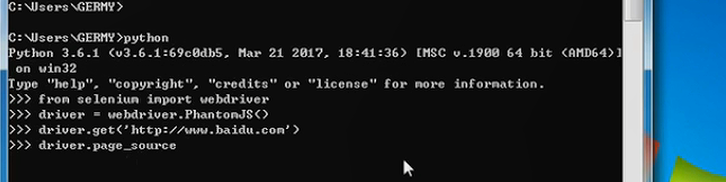 C:\Users\GERMY>
C:\Users\GERMY>python
Python 3.6.1 (v3.6.1:69c0db5, Mar 21 2017, 18:41:36) [MSC v.1900 64 bit (AMD64)]
 on win32
Type "help", "copyright", "credits" or "license" for more information.
>>> from selenium import webdriver
>>> driver = webdriver.PhantomJS()
>>> driver.get('http://www.baidu.com')
>>> driver.page_source